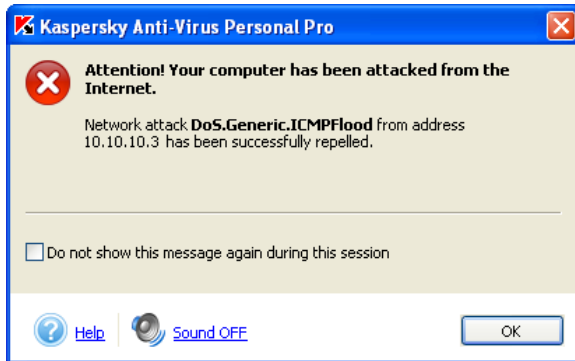 Kaspersky Anti-Virus Personal Pro
Attention! Your computer has been attacked from the
Internet.
Network attack DoS.Generic.ICMPFlood from address
10.10.10.3 has been successfully repelled.
Do not show this message again during this session
Help
Sound OFF
OK